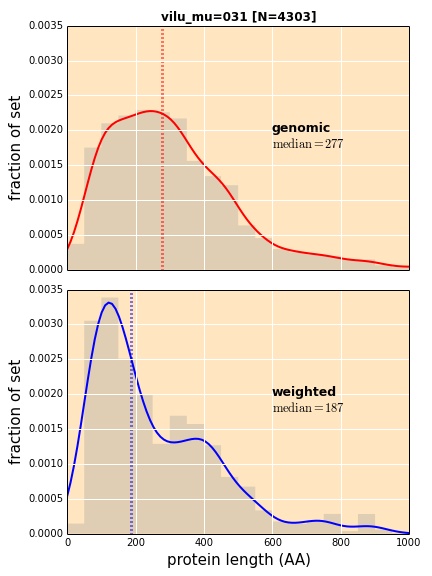 vilu_mu=031 [N=4303]
0.0035
0.0030
0.0025
0.0020
0.0015
0.0010
0.0005
0.0000
fraction of set
genomic
median = 277
0.0035
0.0030
0.0025
0.0020
0.0015
0.0010
0.0005
0.0000
fraction of set
weighted
median = 187
0 200 400 600 800 1000
protein length (AA)